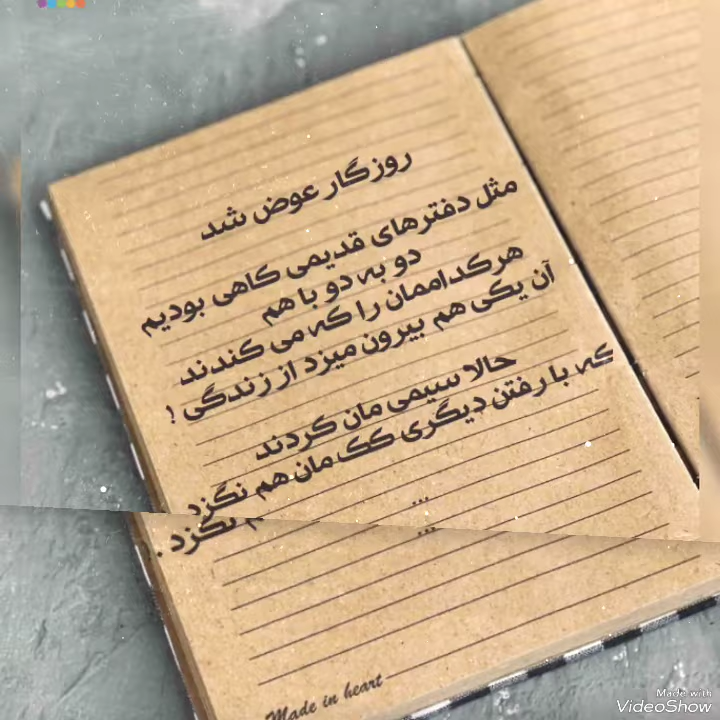 روزگار عوض شد
مثل دفترهای قدیمی کاهی بودیم
دو به دو با هم
هرکداممان را که می کندند
آن یکی هم بیرون میزد از زندگی !
حالا سیمی مان کردند
که با رفتن دیگری کک مان هم نگزد
...
م نگزد .
...
Made in heart
Made with
VideoShow